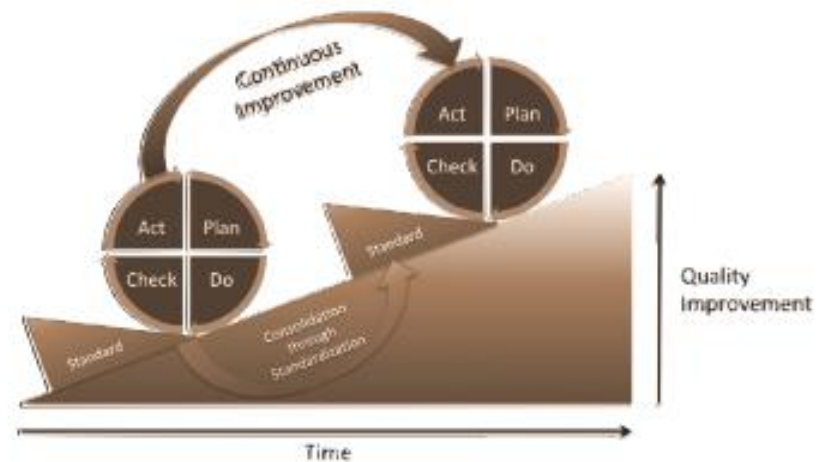 Continuous
Improvement
Act Plan
Check Do
Act Plan
Check Do
Standard
Standard
Consolidation
through
Standardization
Quality
Improvement
Time